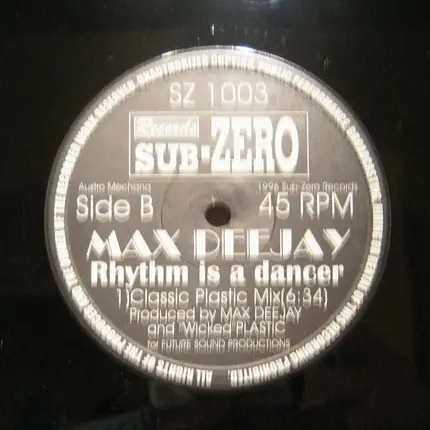 SZ 1003
Records
SUB-ZERO
Austro Mechana
1996 Sub-Zero Records
Side B
45 RPM
MAX DEEJAY
Rhythm is a dancer
1)Classic Plastic Mix(6:34)
Produced by MAX DEEJAY
and "Wicked PLASTIC
for FUTURE SOUND PRODUCTIONS